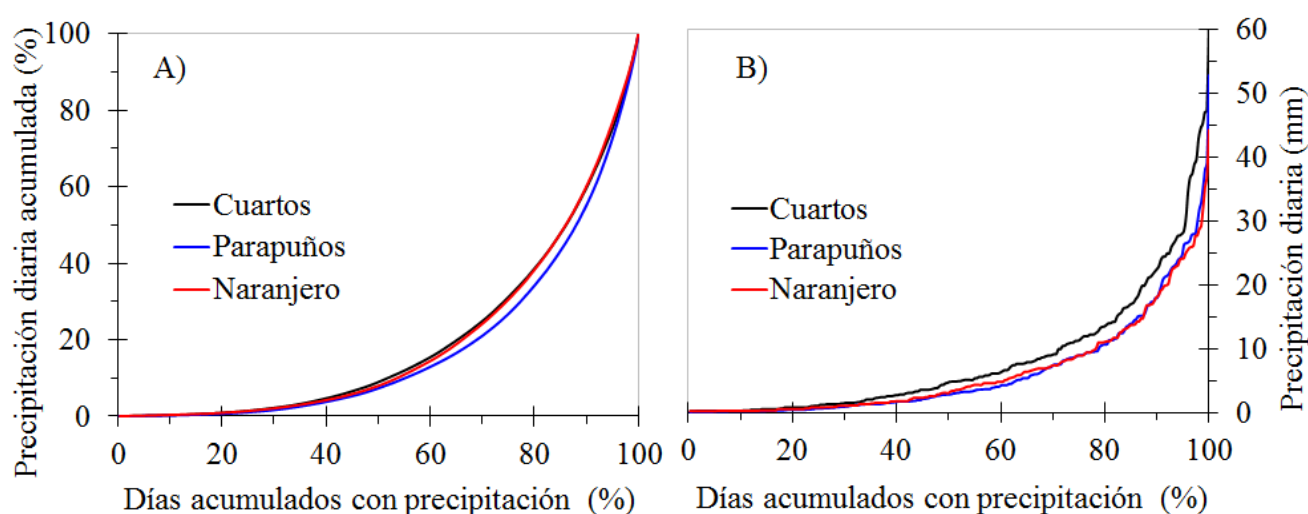 Precipitación diaria acumulada (%)
100
80
60
40
20
0
A)
Cuartos
Parapuños
Naranjero
0 20 40 60 80 100
Días acumulados con precipitación (%)
B)
Cuartos
Parapuños
Naranjero
60
50
40
30
20
10
0
Precipitación diaria (mm)
0 20 40 60 80 100
Días acumulados con precipitación (%)